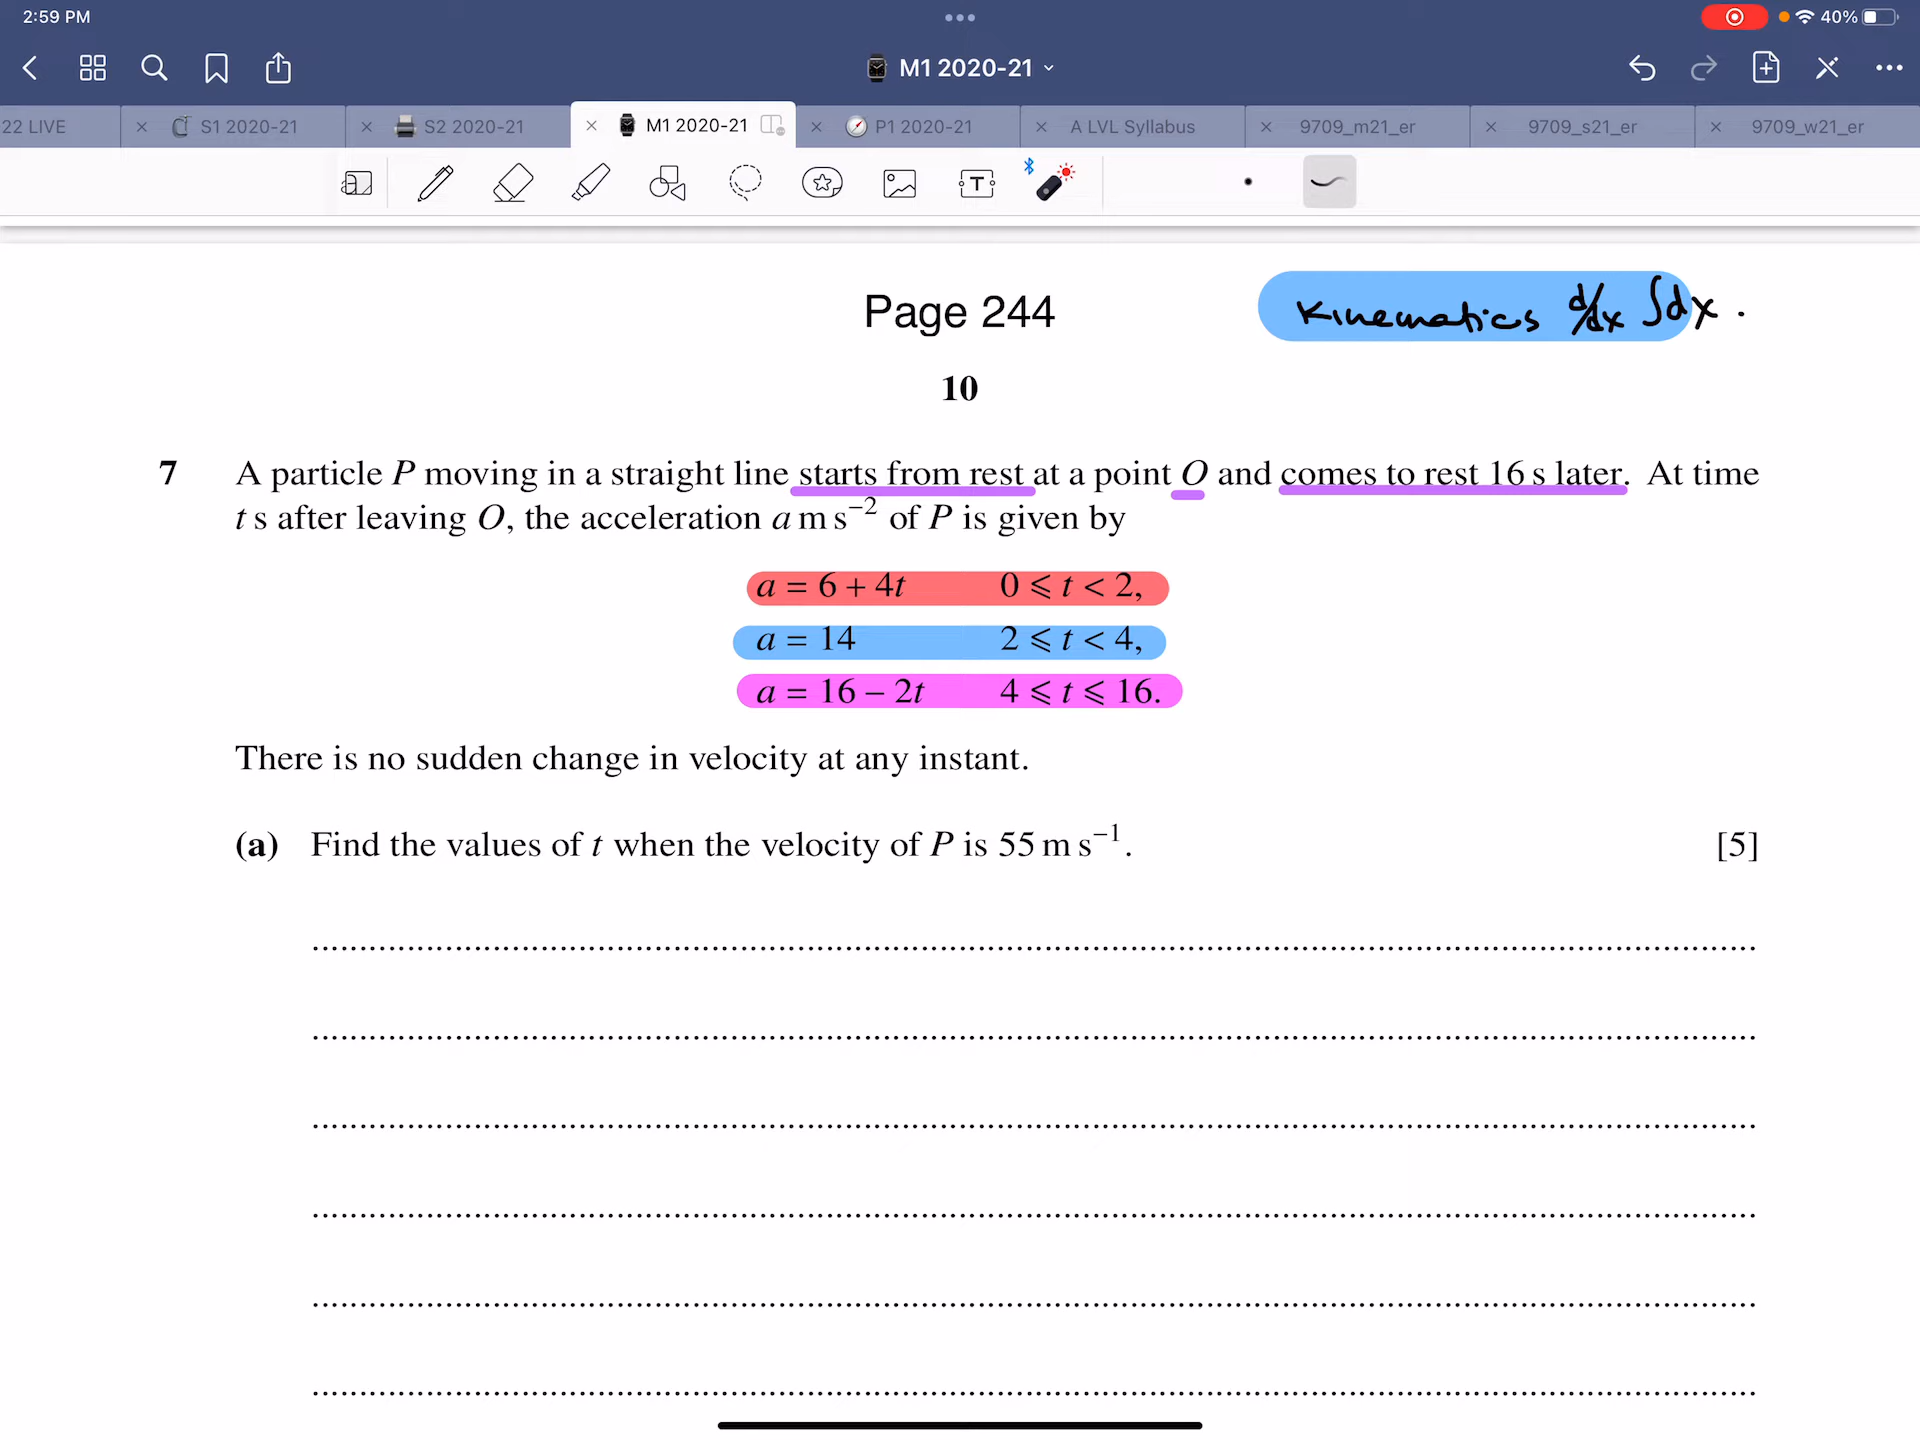 2:59 PM
40%
M1 2020-21
22 LIVE
S1 2020-21
S2 2020-21
M1 2020-21
P1 2020-21
A LVL Syllabus
9709_m21_er
9709_s21_er
9709_w21_er
Page 244
Kinematics d/dx ∫dx .
10
7 A particle P moving in a straight line starts from rest at a point O and comes to rest 16 s later. At time
t s after leaving O, the acceleration a m s⁻² of P is given by
a = 6 + 4t 0 ⩽ t < 2,
a = 14 2 ⩽ t < 4,
a = 16 − 2t 4 ⩽ t ⩽ 16.
There is no sudden change in velocity at any instant.
(a) Find the values of t when the velocity of P is 55 m s⁻¹. [5]